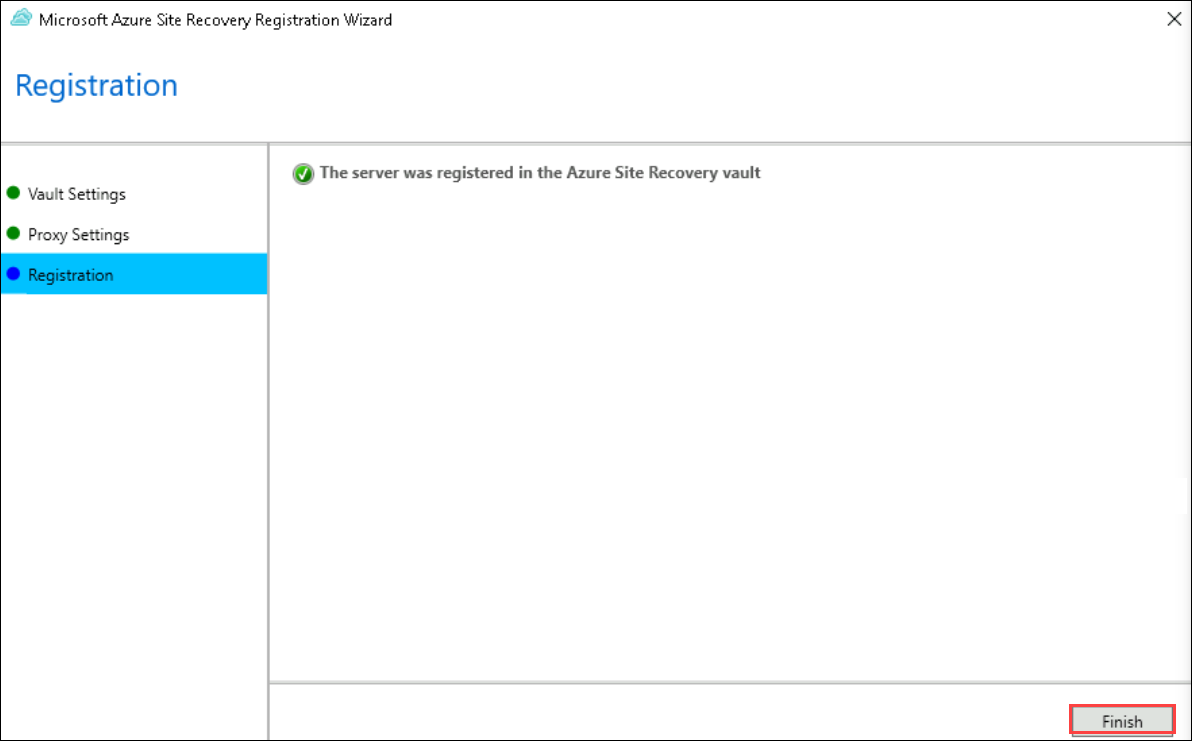 Microsoft Azure Site Recovery Registration Wizard
Registration
Vault Settings
Proxy Settings
Registration
The server was registered in the Azure Site Recovery vault
Finish